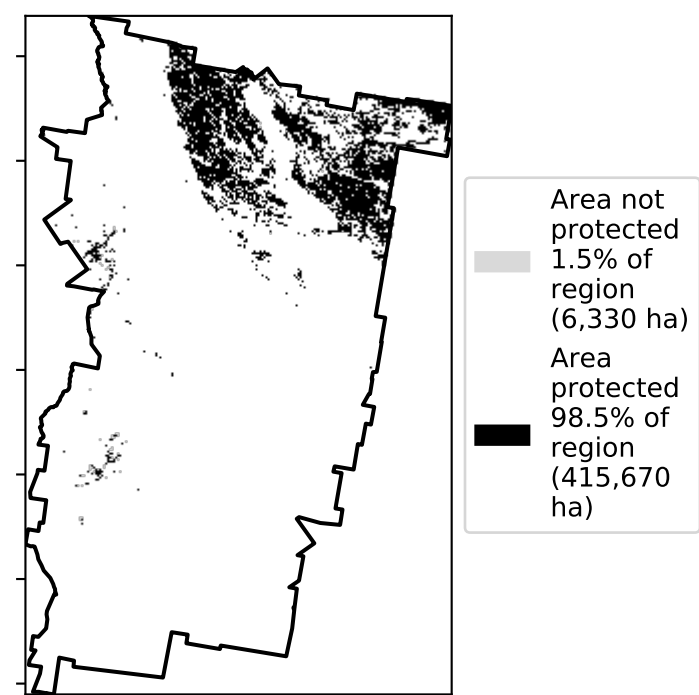 Area not
protected
1.5% of
region
(6,330 ha)
Area
protected
98.5% of
region
(415,670
ha)